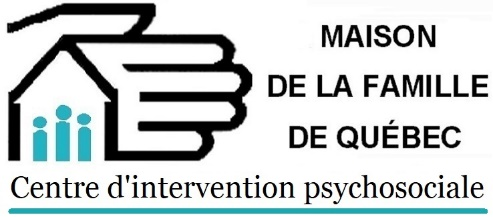 MAISON
DE LA FAMILLE
DE QUÉBEC
Centre d'intervention psychosociale